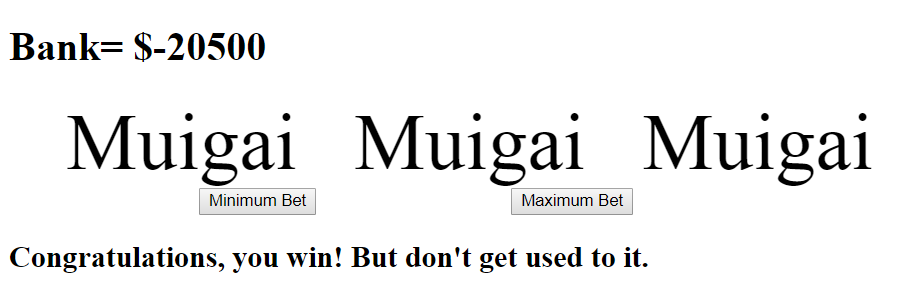 Bank= $-20500
Muigai Muigai Muigai
Minimum Bet Maximum Bet
Congratulations, you win! But don't get used to it.